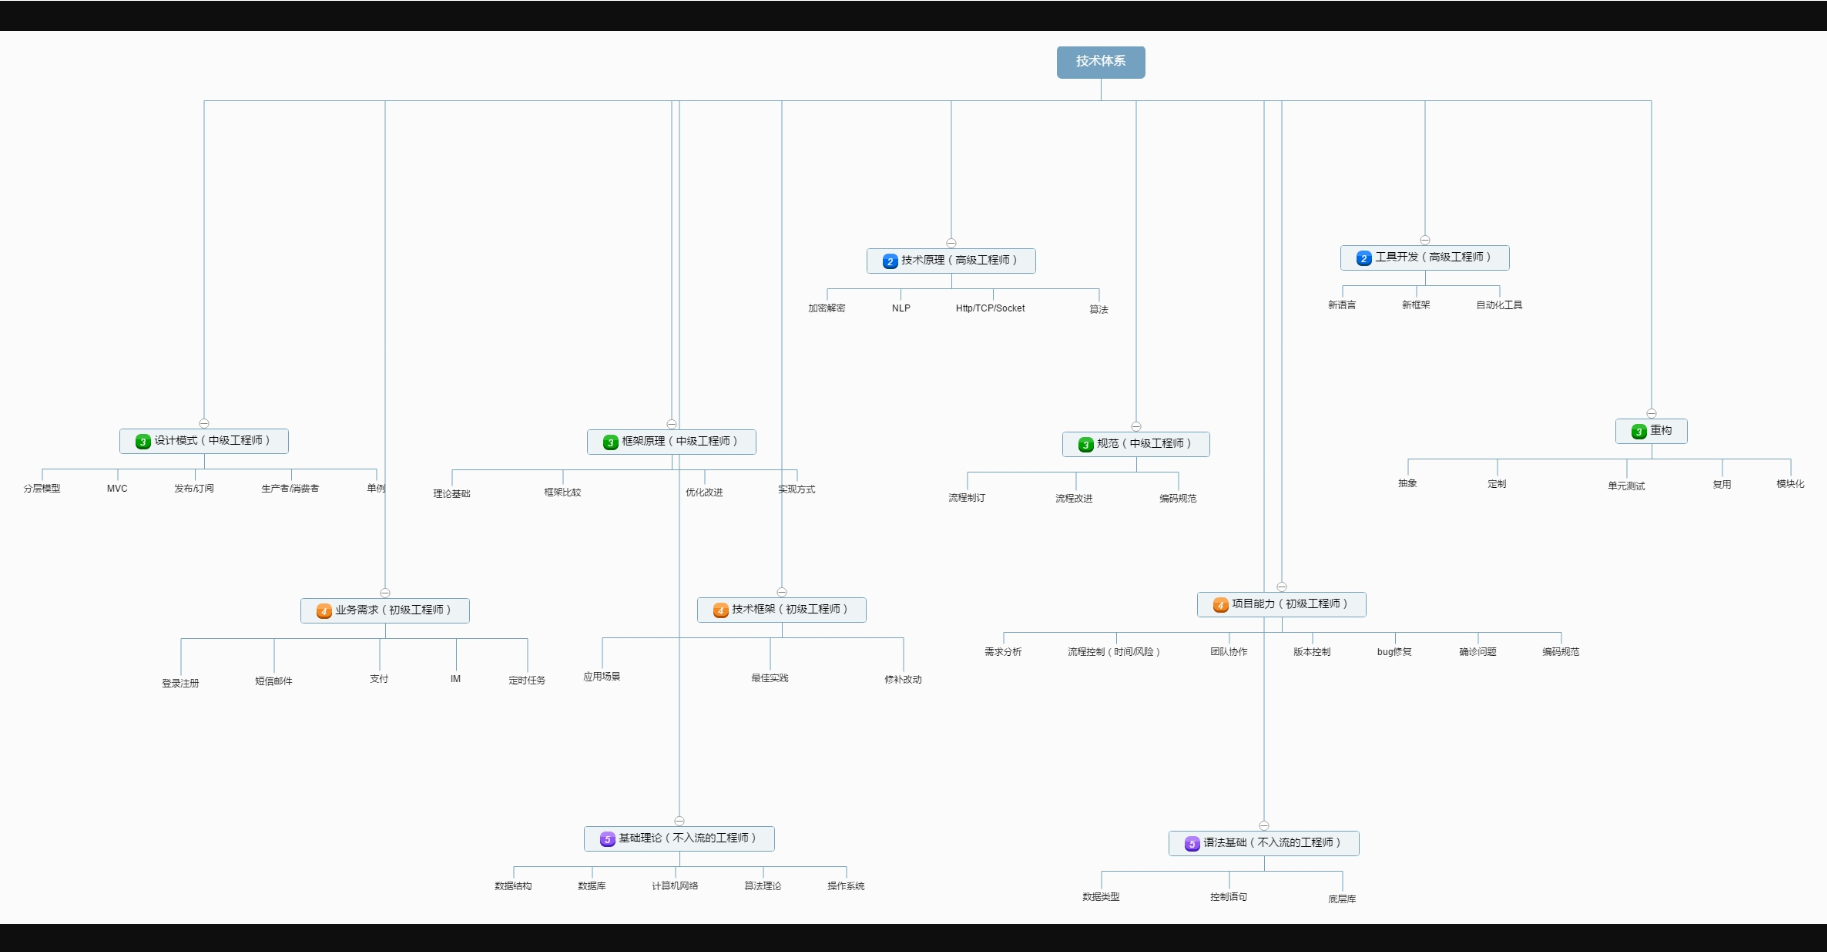 技术体系
2 技术原理（高级工程师）
加密解密
NLP
Http/TCP/Socket
算法
2 工具开发（高级工程师）
新语言
新框架
自动化工具
3 设计模式（中级工程师）
分层模型
MVC
发布/订阅
生产者/消费者
单例
3 框架原理（中级工程师）
理论基础
框架比较
优化改进
实现方式
3 规范（中级工程师）
流程制订
流程改进
编码规范
3 重构
抽象
定制
单元测试
复用
模块化
4 业务需求（初级工程师）
登录注册
短信邮件
支付
IM
定时任务
4 技术框架（初级工程师）
应用场景
最佳实践
修补改动
4 项目能力（初级工程师）
需求分析
流程控制（时间/风险）
团队协作
版本控制
bug修复
确诊问题
编码规范
5 基础理论（不入流的工程师）
数据结构
数据库
计算机网络
算法理论
操作系统
5 语法基础（不入流的工程师）
数据类型
控制语句
底层库